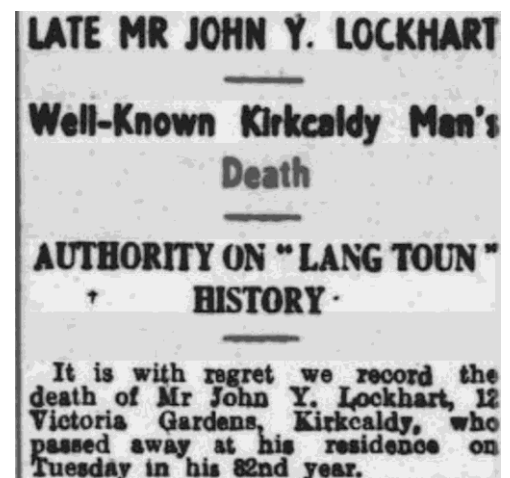 LATE MR JOHN Y. LOCKHART
Well-Known Kirkcaldy Man's
Death
AUTHORITY ON "LANG TOUN"
HISTORY
It is with regret we record the
death of Mr John Y. Lockhart, 12
Victoria Gardens, Kirkcaldy, who
passed away at his residence on
Tuesday in his 82nd year.